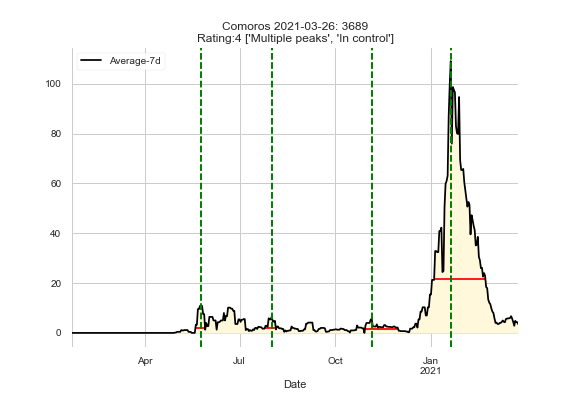 Comoros 2021-03-26: 3689
Rating:4 ['Multiple peaks', 'In control']
Average-7d
100
80
60
40
20
0
Apr
Jul
Oct
Jan
2021
Date